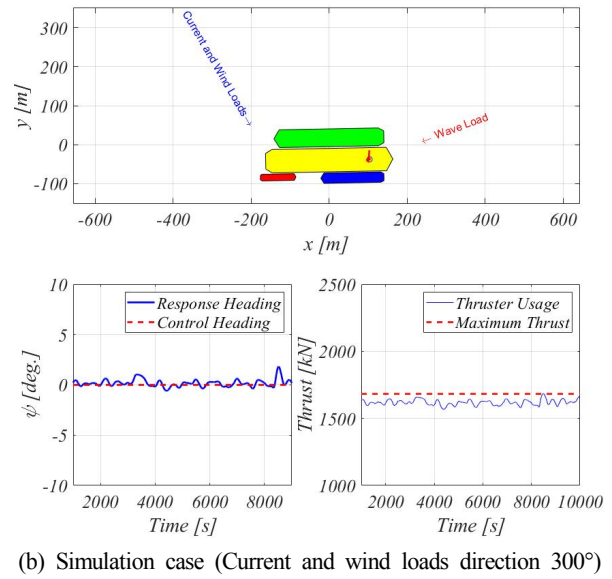 300
200
100
0
-100
y [m]
Current and Wind Loads→
← Wave Load
-600 -400 -200 0 200 400 600
x [m]
10
5
0
-5
-10
ψ [deg.]
Response Heading
Control Heading
2000 4000 6000 8000
Time [s]
2500
2000
1500
1000
Thrust [kN]
Thruster Usage
Maximum Thrust
2000 4000 6000 8000 10000
Time [s]
(b) Simulation case (Current and wind loads direction 300°)